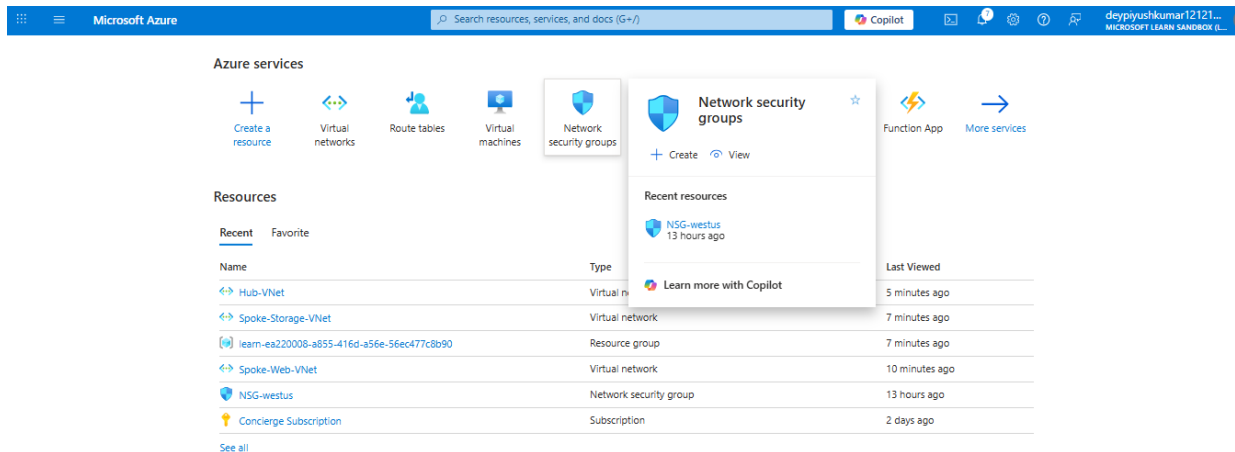 Microsoft Azure
Search resources, services, and docs (G+/)
Copilot
7
deypiyushkumar12121...
MICROSOFT LEARN SANDBOX (L...
Azure services
Create a
resource
Virtual
networks
Route tables
Virtual
machines
Network
security groups
Network security
groups
Create
View
Function App
More services
Recent resources
NSG-westus
13 hours ago
Learn more with Copilot
Resources
Recent Favorite
Name Type Last Viewed
Hub-VNet Virtual n 5 minutes ago
Spoke-Storage-VNet Virtual network 7 minutes ago
learn-ea220008-a855-416d-a56e-56ec477c8b90 Resource group 7 minutes ago
Spoke-Web-VNet Virtual network 10 minutes ago
NSG-westus Network security group 13 hours ago
Concierge Subscription Subscription 2 days ago
See all